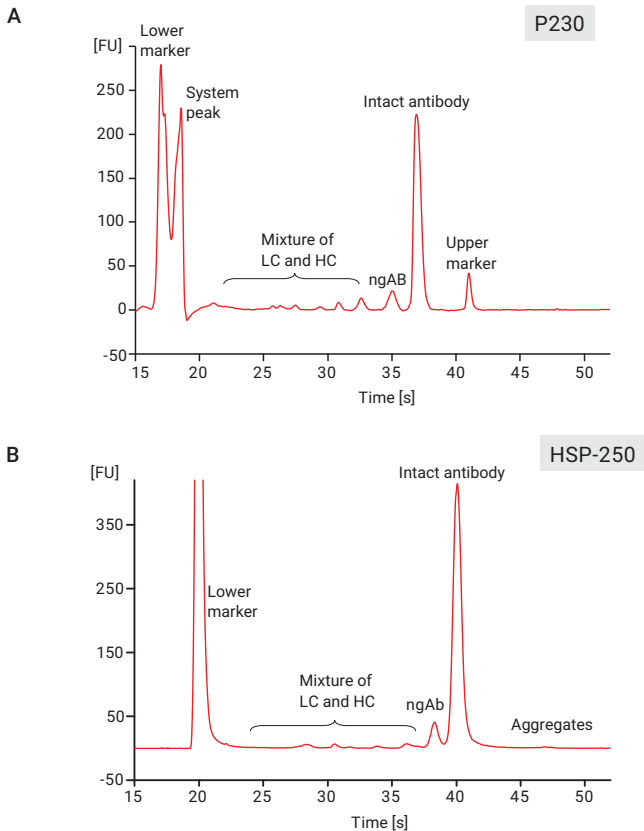 A
P230
[FU]
Lower
marker
System
peak
Intact antibody
Mixture of
LC and HC
ngAB
Upper
marker
250
200
150
100
50
0
-50
15 20 25 30 35 40 45 50
Time [s]
B
HSP-250
[FU]
Intact antibody
Lower
marker
Mixture of
LC and HC
ngAb
Aggregates
350
250
150
50
-50
15 20 25 30 35 40 45 50
Time [s]